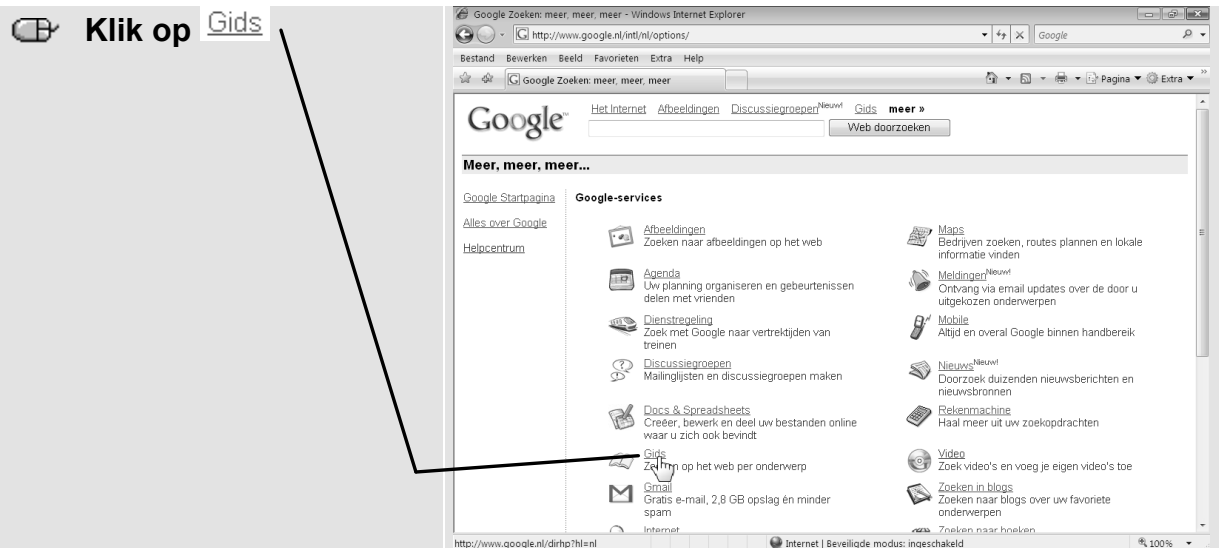 Klik op Gids
Google Zoeken: meer, meer, meer - Windows Internet Explorer
http://www.google.nl/intl/nl/options/
Google
Bestand Bewerken Beeld Favorieten Extra Help
Google Zoeken: meer, meer, meer
Pagina Extra
Google™
Het Internet Afbeeldingen Discussiegroepen Nieuw! Gids meer »
Web doorzoeken
Meer, meer, meer...
Google Startpagina
Alles over Google
Helpcentrum
Google-services
Afbeeldingen
Zoeken naar afbeeldingen op het web
Agenda
Uw planning organiseren en gebeurtenissen
delen met vrienden
Dienstregeling
Zoek met Google naar vertrektijden van
treinen
Discussiegroepen
Mailinglijsten en discussiegroepen maken
Docs & Spreadsheets
Creëer, bewerk en deel uw bestanden online
waar u zich ook bevindt
Gids
op het web per onderwerp
Gmail
Gratis e-mail, 2,8 GB opslag én minder
spam
Internet
Maps
Bedrijven zoeken, routes plannen en lokale
informatie vinden
Meldingen Nieuw!
Ontvang via email updates over de door u
uitgekozen onderwerpen
Mobile
Altijd en overal Google binnen handbereik
Nieuws Nieuw!
Doorzoek duizenden nieuwsberichten en
nieuwsbronnen
Rekenmachine
Haal meer uit uw zoekopdrachten
Video
Zoek video's en voeg je eigen video's toe
Zoeken in blogs
Zoeken naar blogs over uw favoriete
onderwerpen
Zoeken naar boeken
http://www.google.nl/dirhp?hl=nl
Internet | Beveiligde modus: ingeschakeld
100%